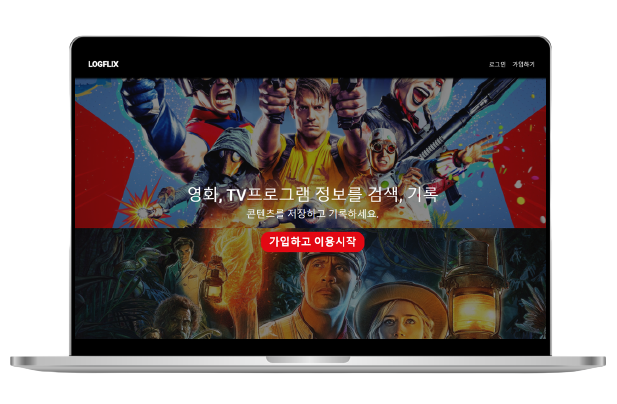 LOGFLIX
로그인 가입하기
영화, TV프로그램 정보를 검색, 기록
콘텐츠를 저장하고 기록하세요.
가입하고 이용시작